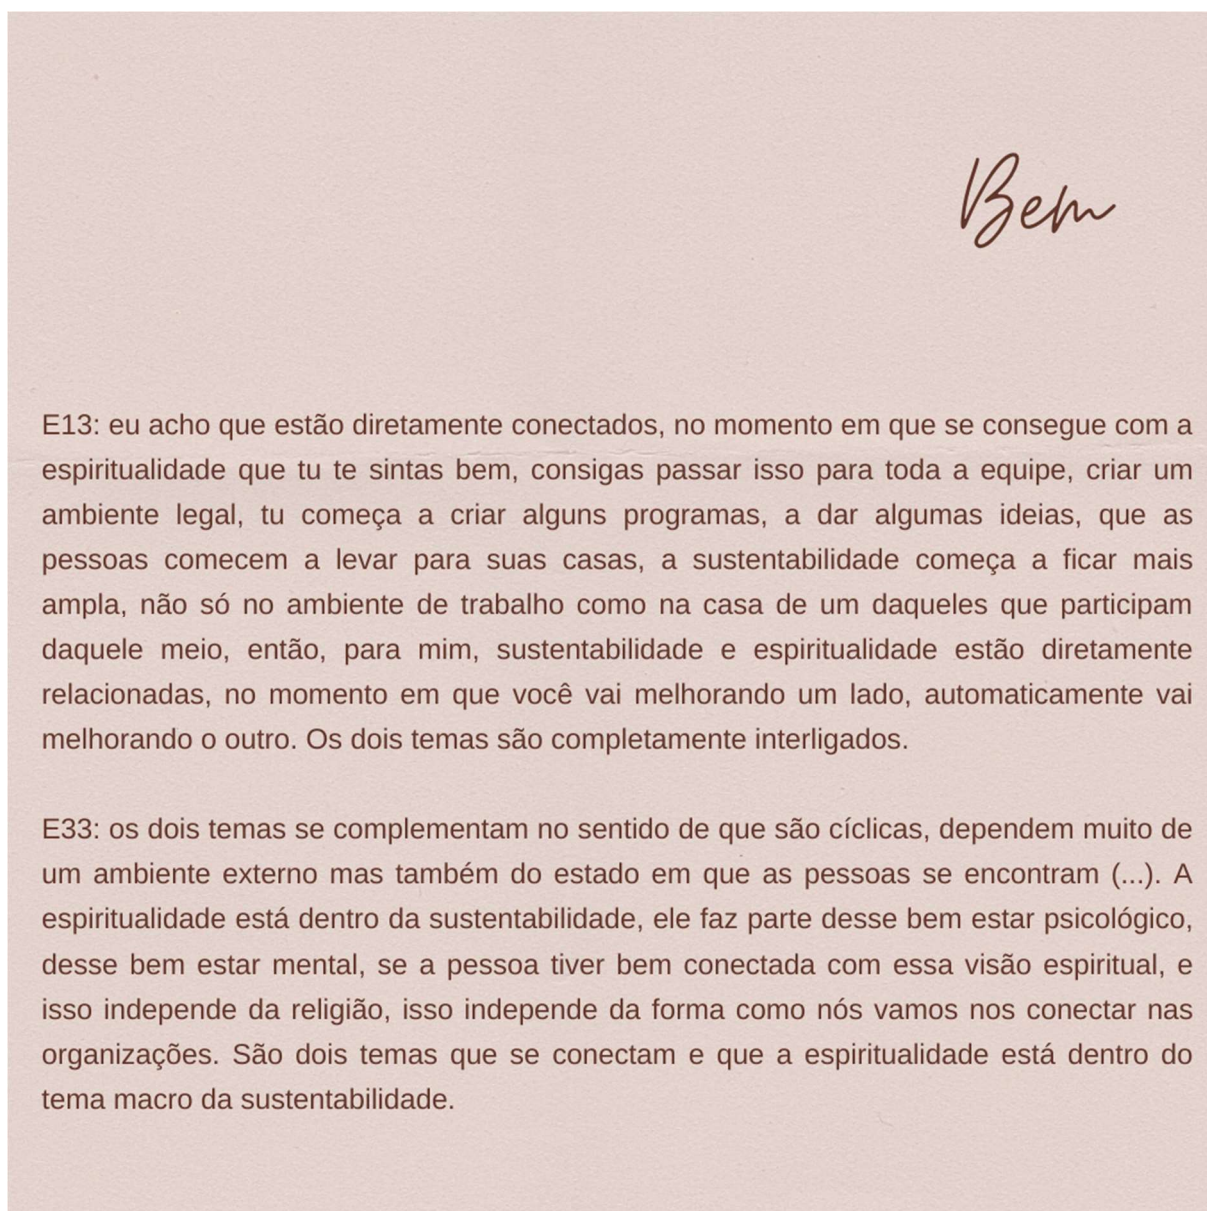 Bem
E13: eu acho que estão diretamente conectados, no momento em que se consegue com a
espiritualidade que tu te sintas bem, consigas passar isso para toda a equipe, criar um
ambiente legal, tu começa a criar alguns programas, a dar algumas ideias, que as
pessoas comecem a levar para suas casas, a sustentabilidade começa a ficar mais
ampla, não só no ambiente de trabalho como na casa de um daqueles que participam
daquele meio, então, para mim, sustentabilidade e espiritualidade estão diretamente
relacionadas, no momento em que você vai melhorando um lado, automaticamente vai
melhorando o outro. Os dois temas são completamente interligados.
E33: os dois temas se complementam no sentido de que são cíclicas, dependem muito de
um ambiente externo mas também do estado em que as pessoas se encontram (...). A
espiritualidade está dentro da sustentabilidade, ele faz parte desse bem estar psicológico,
desse bem estar mental, se a pessoa tiver bem conectada com essa visão espiritual, e
isso independe da religião, isso independe da forma como nós vamos nos conectar nas
organizações. São dois temas que se conectam e que a espiritualidade está dentro do
tema macro da sustentabilidade.